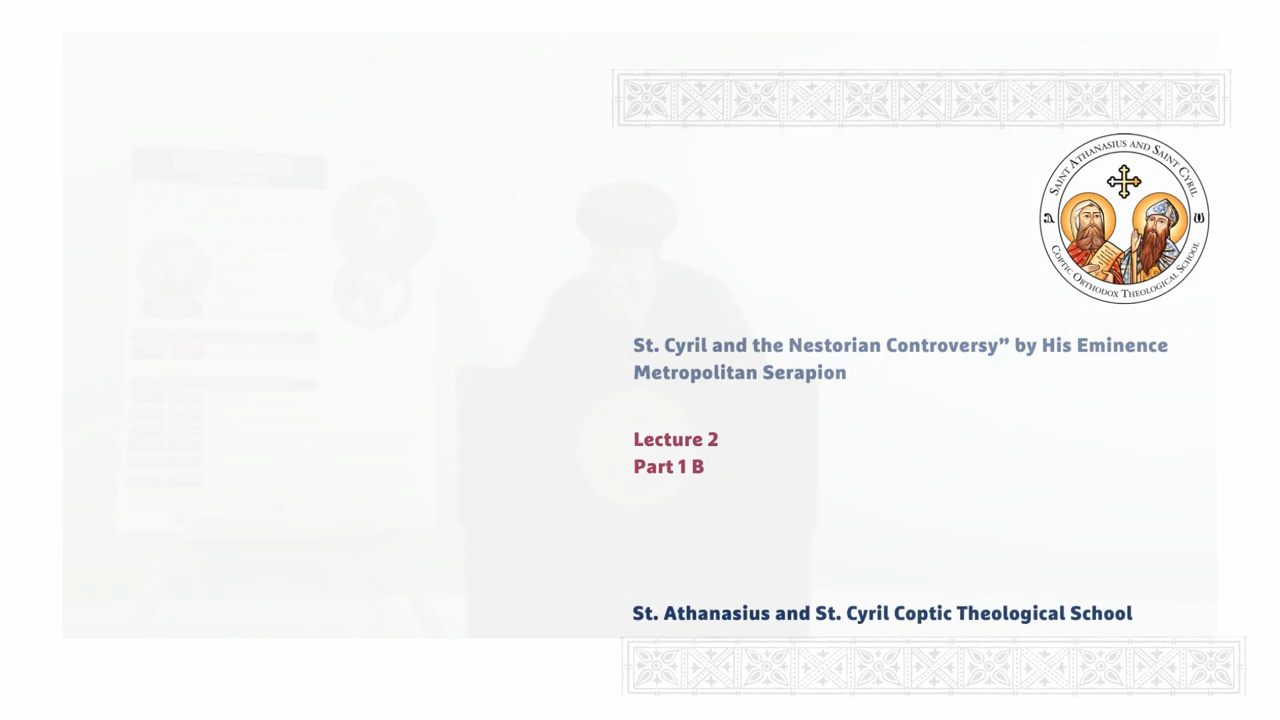 SAINT ATHANASIUS AND SAINT CYRIL
COPTIC ORTHODOX THEOLOGICAL SCHOOL
St. Cyril and the Nestorian Controversy” by His Eminence
Metropolitan Serapion
Lecture 2
Part 1 B
St. Athanasius and St. Cyril Coptic Theological School